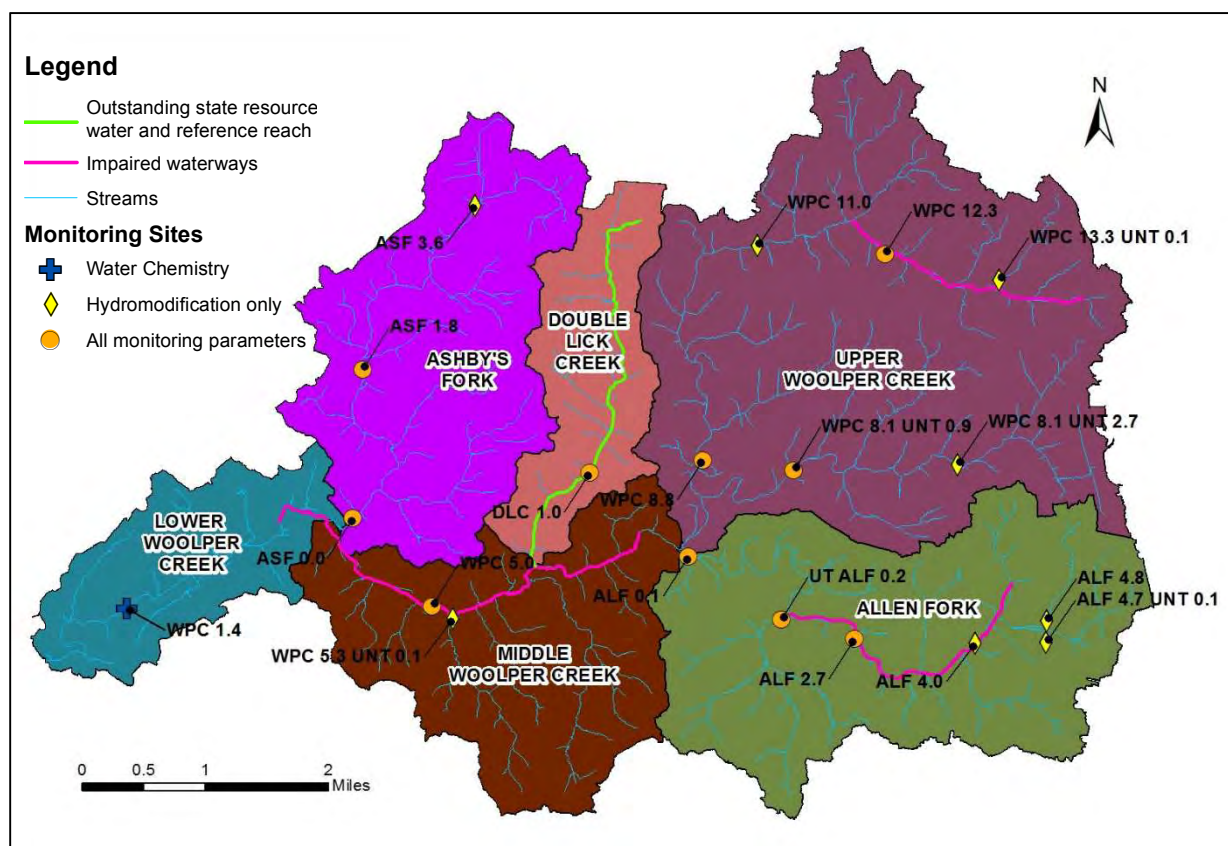 Legend
Outstanding state resource
water and reference reach
Impaired waterways
Streams
Monitoring Sites
Water Chemistry
Hydromodification only
All monitoring parameters
N
WPC 11.0
WPC 12.3
WPC 13.3 UNT 0.1
ASF 3.6
ASF 1.8
ASHBY'S
FORK
DOUBLE
LICK
CREEK
UPPER
WOOLPER CREEK
WPC 8.1 UNT 0.9
WPC 8.1 UNT 2.7
WPC 8.8
DLC 1.0
LOWER
WOOLPER
CREEK
ASF 0.0
WPC 5.0
ALF 0.1
UT ALF 0.2
ALLEN FORK
ALF 4.8
ALF 4.7 UNT 0.1
WPC 1.4
WPC 5.3 UNT 0.1
MIDDLE
WOOLPER CREEK
ALF 2.7
ALF 4.0
0 0.5 1 2
Miles